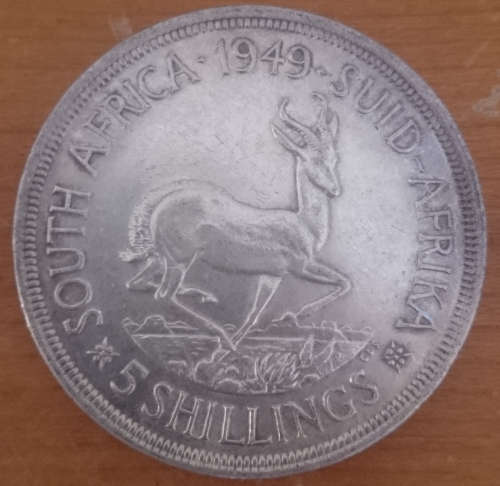 SOUTH AFRICA · 1949 · SUID-AFRIKA
5 SHILLINGS